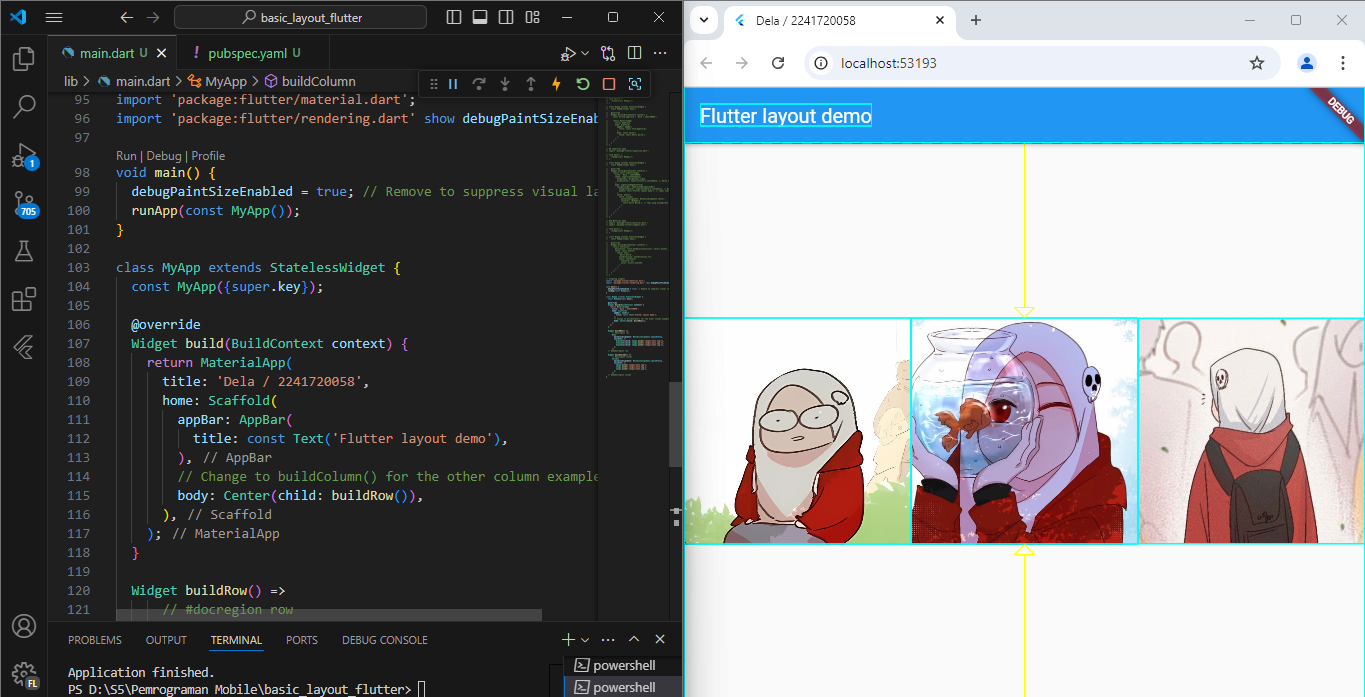 basic_layout_flutter
main.dart U
pubspec.yaml U
lib > main.dart > MyApp > buildColumn
95 import 'package:flutter/material.dart';
96 import 'package:flutter/rendering.dart' show debugPaintSizeEnab
97
Run | Debug | Profile
98 void main() {
99 debugPaintSizeEnabled = true; // Remove to suppress visual la
100 runApp(const MyApp());
101 }
102
103 class MyApp extends StatelessWidget {
104 const MyApp({super.key});
105
106 @override
107 Widget build(BuildContext context) {
108 return MaterialApp(
109 title: 'Dela / 2241720058',
110 home: Scaffold(
111 appBar: AppBar(
112 title: const Text('Flutter layout demo'),
113 ), // AppBar
114 // Change to buildColumn() for the other column example
115 body: Center(child: buildRow()),
116 ), // Scaffold
117 ); // MaterialApp
118 }
119
120 Widget buildRow() =>
121 // #docregion row
1
705
FL
PROBLEMS OUTPUT TERMINAL PORTS DEBUG CONSOLE
Application finished.
PS D:\S5\Pemrograman Mobile\basic_layout_flutter>
powershell
powershell
Dela / 2241720058
localhost:53193
Flutter layout demo
DEBUG